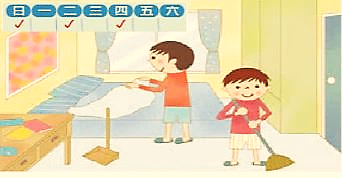 日 一 二 三 四 五 六